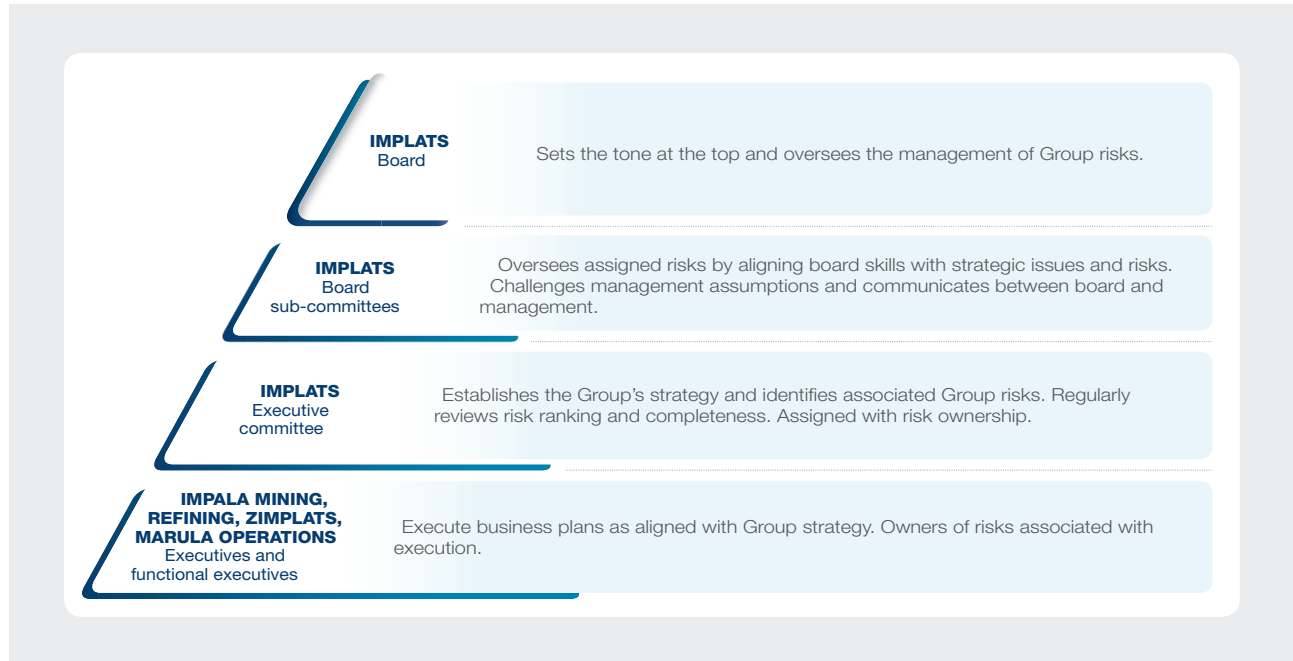 IMPLATS
Board
Sets the tone at the top and oversees the management of Group risks.
IMPLATS
Board
sub-committees
Oversees assigned risks by aligning board skills with strategic issues and risks.
Challenges management assumptions and communicates between board and
management.
IMPLATS
Executive
committee
Establishes the Group’s strategy and identifies associated Group risks. Regularly
reviews risk ranking and completeness. Assigned with risk ownership.
IMPALA MINING,
REFINING, ZIMPLATS,
MARULA OPERATIONS
Executives and
functional executives
Execute business plans as aligned with Group strategy. Owners of risks associated with
execution.